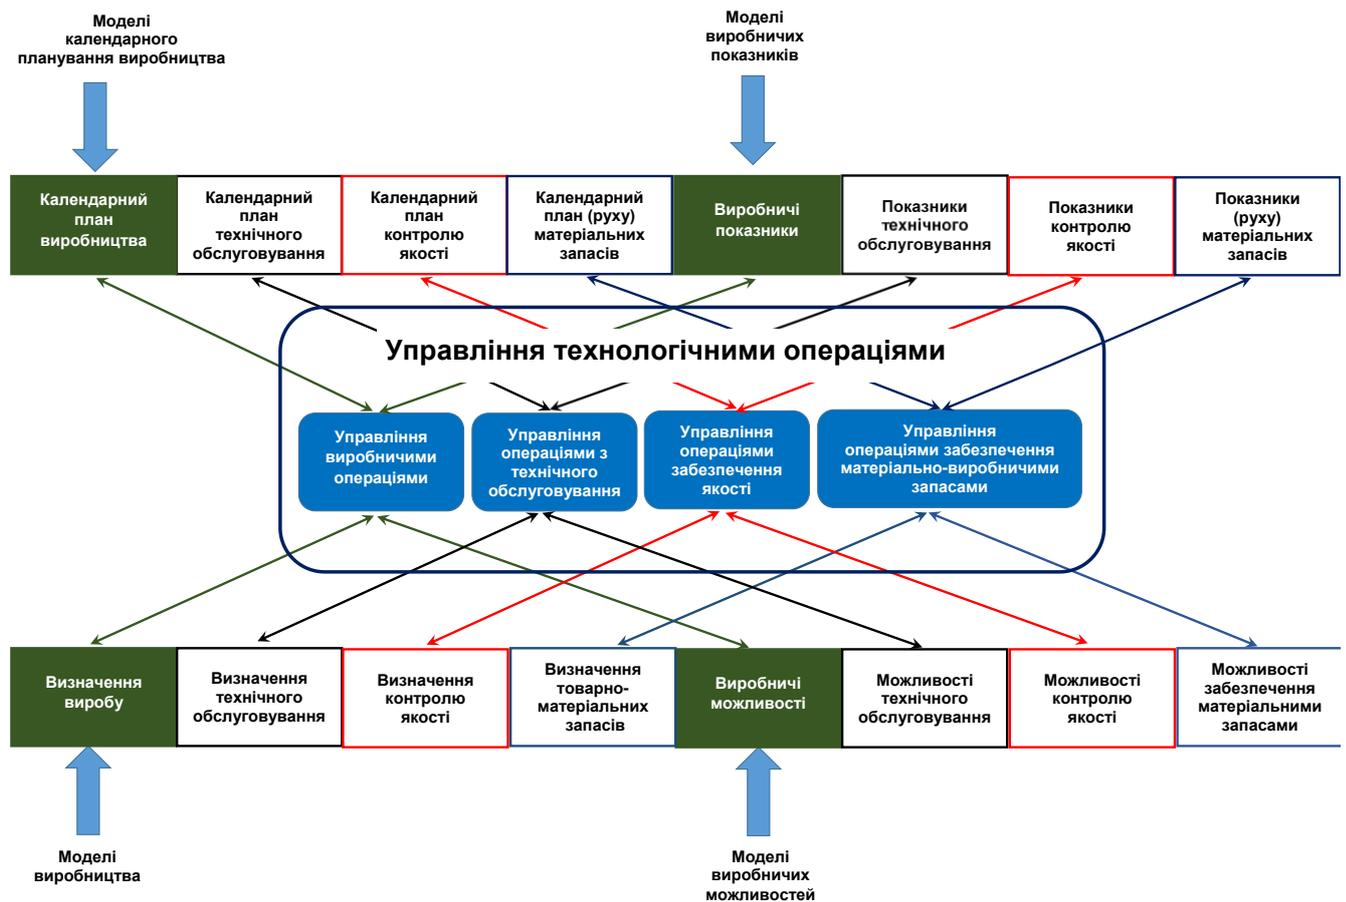 Моделі
календарного
планування виробництва
Моделі
виробничих
показників
Календарний
план
виробництва
Календарний
план
технічного
обслуговування
Календарний
план
контролю
якості
Календарний
план (руху)
матеріальних
запасів
Виробничі
показники
Показники
технічного
обслуговування
Показники
контролю
якості
Показники
(руху)
матеріальних
запасів
Управління технологічними операціями
Управління
виробничими
операціями
Управління
операціями з
технічного
обслуговування
Управління
операціями
забезпечення
якості
Управління
операціями забезпечення
матеріально-виробничими
запасами
Визначення
виробу
Визначення
технічного
обслуговування
Визначення
контролю
якості
Визначення
товарно-
матеріальних
запасів
Виробничі
можливості
Можливості
технічного
обслуговування
Можливості
контролю
якості
Можливості
забезпечення
матеріальними
запасами
Моделі
виробництва
Моделі
виробничих
можливостей